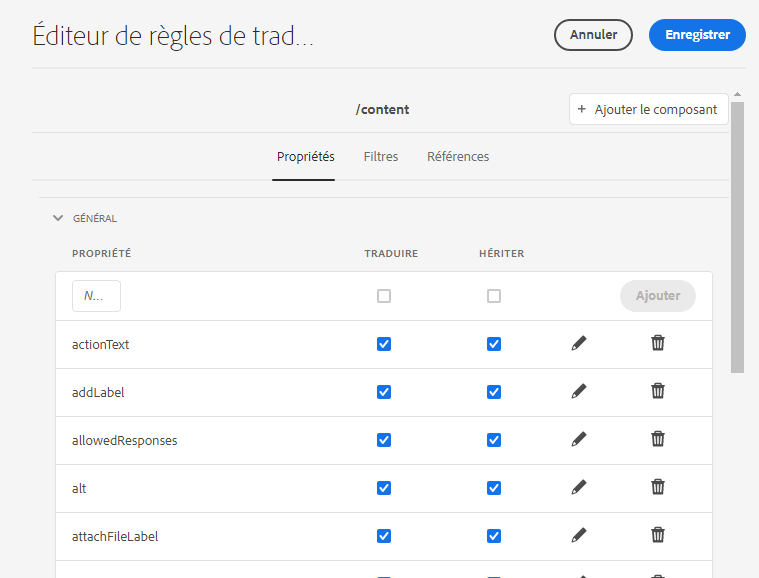 Éditeur de règles de trad...
Annuler
Enregistrer
/content
+ Ajouter le composant
Propriétés Filtres Références
GÉNÉRAL
PROPRIÉTÉ TRADUIRE HÉRITER
N... Ajouter
actionText
addLabel
allowedResponses
alt
attachFileLabel